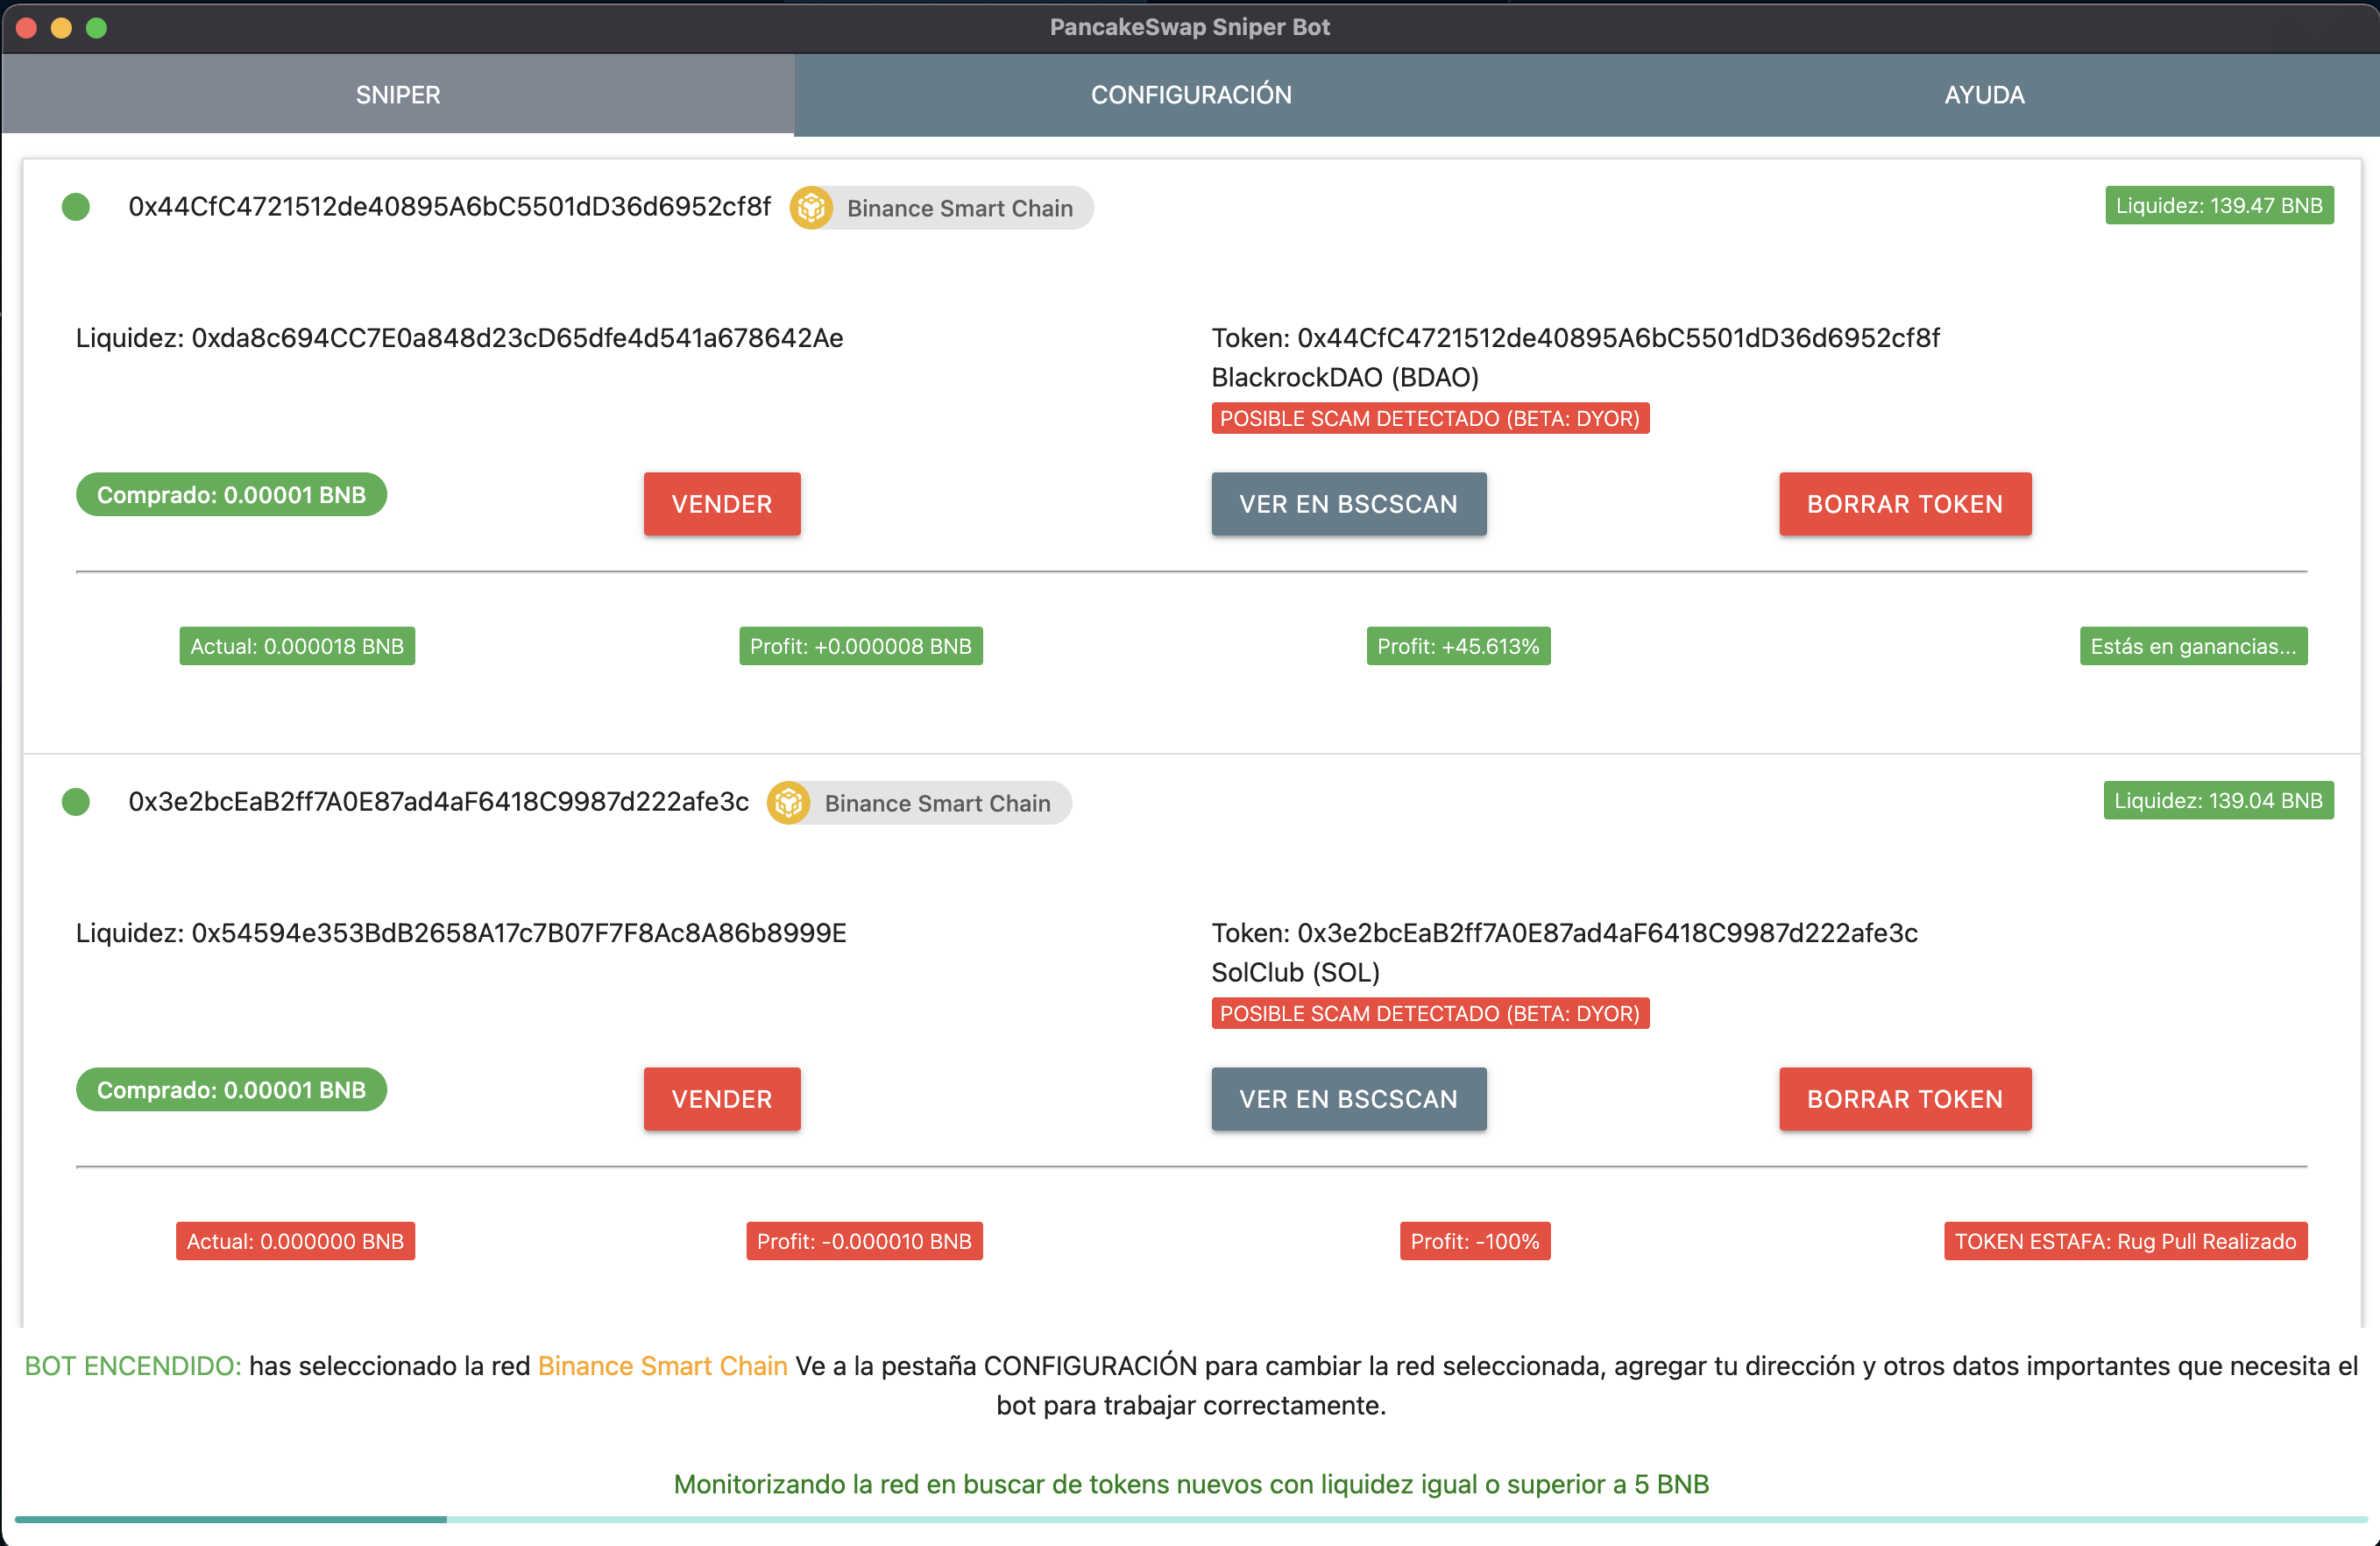 PancakeSwap Sniper Bot
SNIPER
CONFIGURACIÓN
AYUDA
0x44CfC4721512de40895A6bC5501dD36d6952cf8f
Binance Smart Chain
Liquidez: 139.47 BNB
Liquidez: 0xda8c694CC7E0a848d23cD65dfe4d541a678642Ae
Token: 0x44CfC4721512de40895A6bC5501dD36d6952cf8f
BlackrockDAO (BDAO)
POSIBLE SCAM DETECTADO (BETA: DYOR)
Comprado: 0.00001 BNB
VENDER
VER EN BSCSCAN
BORRAR TOKEN
Actual: 0.000018 BNB
Profit: +0.000008 BNB
Profit: +45.613%
Estás en ganancias...
0x3e2bcEaB2ff7A0E87ad4aF6418C9987d222afe3c
Binance Smart Chain
Liquidez: 139.04 BNB
Liquidez: 0x54594e353BdB2658A17c7B07F7F8Ac8A86b8999E
Token: 0x3e2bcEaB2ff7A0E87ad4aF6418C9987d222afe3c
SolClub (SOL)
POSIBLE SCAM DETECTADO (BETA: DYOR)
Comprado: 0.00001 BNB
VENDER
VER EN BSCSCAN
BORRAR TOKEN
Actual: 0.000000 BNB
Profit: -0.000010 BNB
Profit: -100%
TOKEN ESTAFA: Rug Pull Realizado
BOT ENCENDIDO: has seleccionado la red Binance Smart Chain Ve a la pestaña CONFIGURACIÓN para cambiar la red seleccionada, agregar tu dirección y otros datos importantes que necesita el
bot para trabajar correctamente.
Monitorizando la red en buscar de tokens nuevos con liquidez igual o superior a 5 BNB